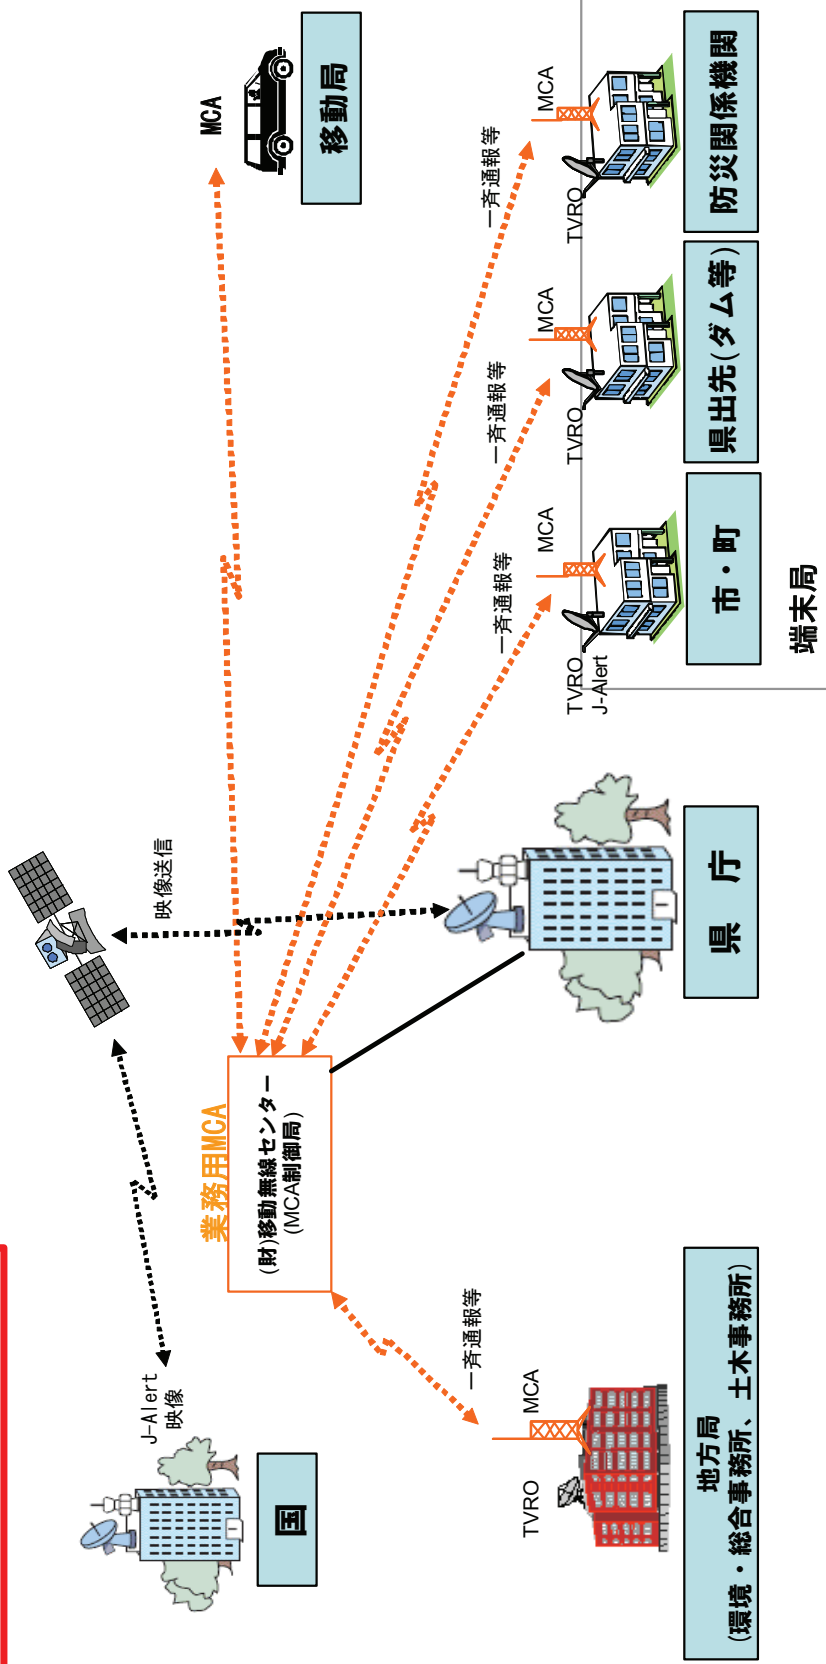 国
J-Alert
映像
業務用MCA
(財)移動無線センター
(MCA制御局)
映像送信
MCA
移動局
一斉通報等
TVRO
MCA
地方局
(環境・総合事務所、土木事務所)
県　庁
一斉通報等
MCA
TVRO
J-Alert
市・町
一斉通報等
MCA
TVRO
県出先(ダム等)
一斉通報等
MCA
TVRO
防災関係機関
端末局